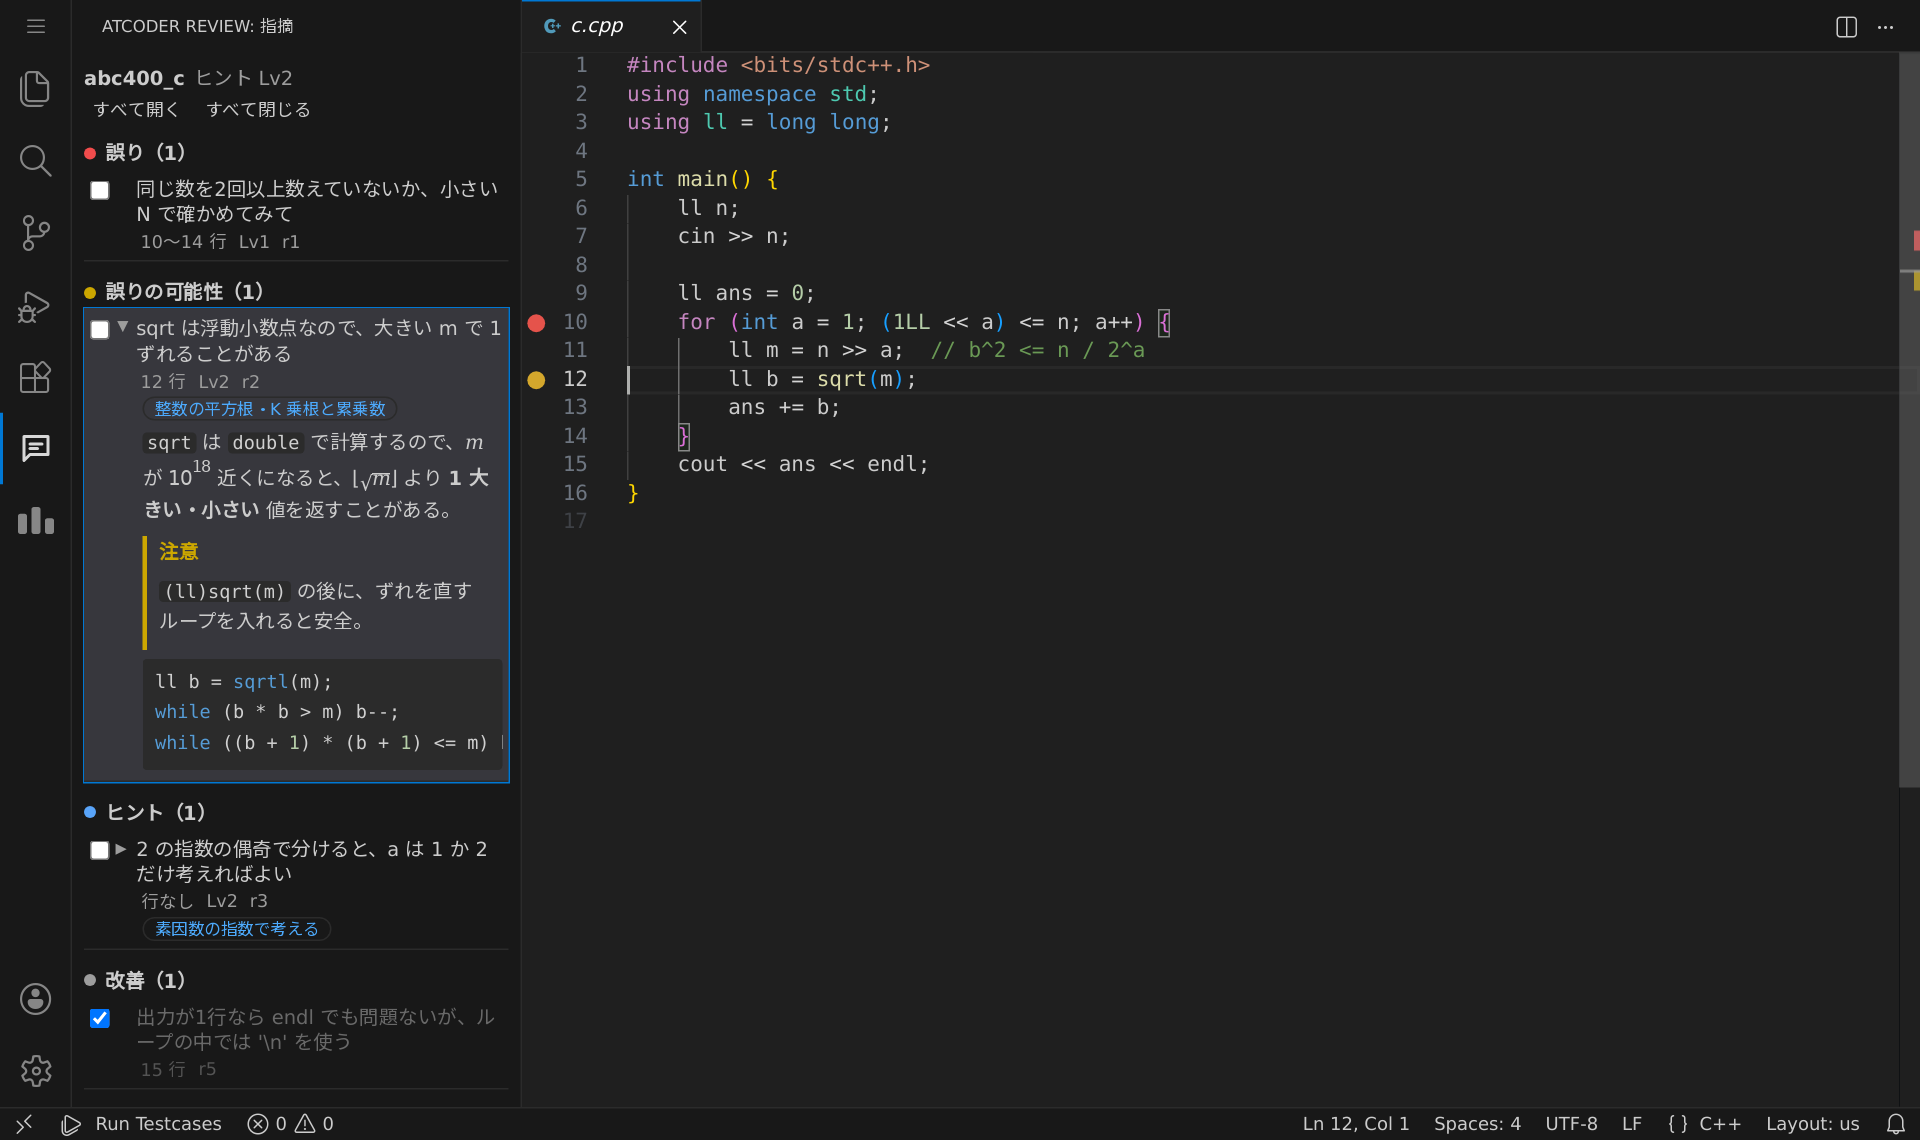 ATCODER REVIEW: 指摘
abc400_c ヒント Lv2
すべて開く すべて閉じる
誤り（1）
同じ数を2回以上数えていないか、小さい
N で確かめてみて
10〜14 行 Lv1 r1
誤りの可能性（1）
sqrt は浮動小数点なので、大きい m で 1
ずれることがある
12 行 Lv2 r2
整数の平方根・K 乗根と累乗数
sqrt は double で計算するので、m
が 10^18 近くになると、⌊√m⌋ より 1 大
きい・小さい 値を返すことがある。
注意
(ll)sqrt(m) の後に、ずれを直す
ループを入れると安全。
ll b = sqrtl(m);
while (b * b > m) b--;
while ((b + 1) * (b + 1) <= m)
ヒント（1）
2 の指数の偶奇で分けると、a は 1 か 2
だけ考えればよい
行なし Lv2 r3
素因数の指数で考える
改善（1）
出力が1行なら endl でも問題ないが、ル
ープの中では '\n' を使う
15 行 r5
c.cpp
1 #include <bits/stdc++.h>
2 using namespace std;
3 using ll = long long;
4
5 int main() {
6 ll n;
7 cin >> n;
8
9 ll ans = 0;
10 for (int a = 1; (1LL << a) <= n; a++) {
11 ll m = n >> a; // b^2 <= n / 2^a
12 ll b = sqrt(m);
13 ans += b;
14 }
15 cout << ans << endl;
16 }
17
Run Testcases 0 0
Ln 12, Col 1 Spaces: 4 UTF-8 LF { } C++ Layout: us